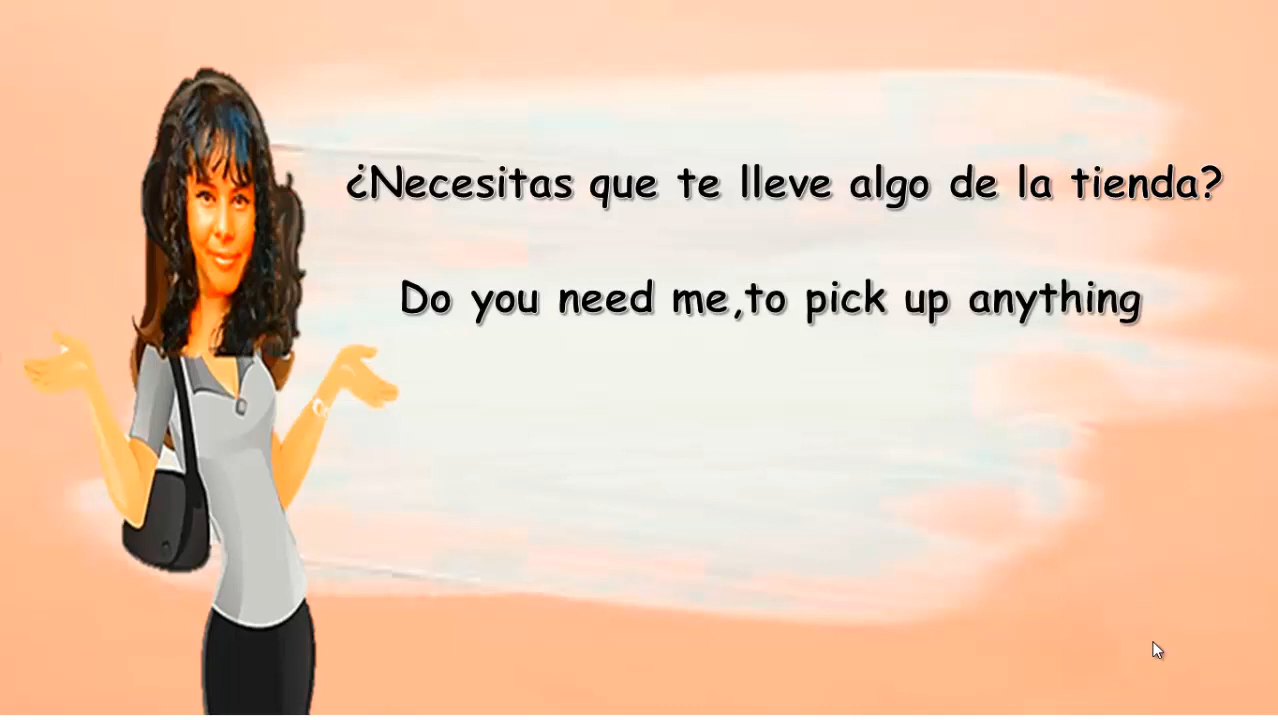 ¿Necesitas que te lleve algo de la tienda?
Do you need me,to pick up anything